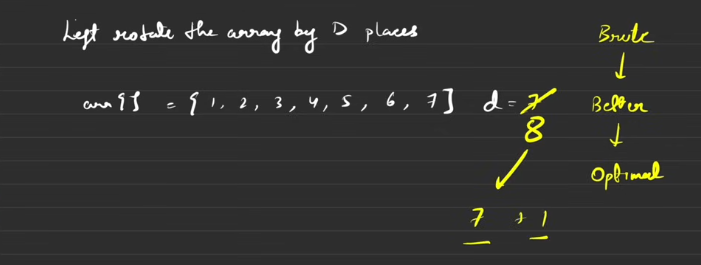 Left rotate the array by D places
arr[] = {1, 2, 3, 4, 5, 6, 7] d = 7
8
7 + 1
Brute
↓
Better
↓
Optimal